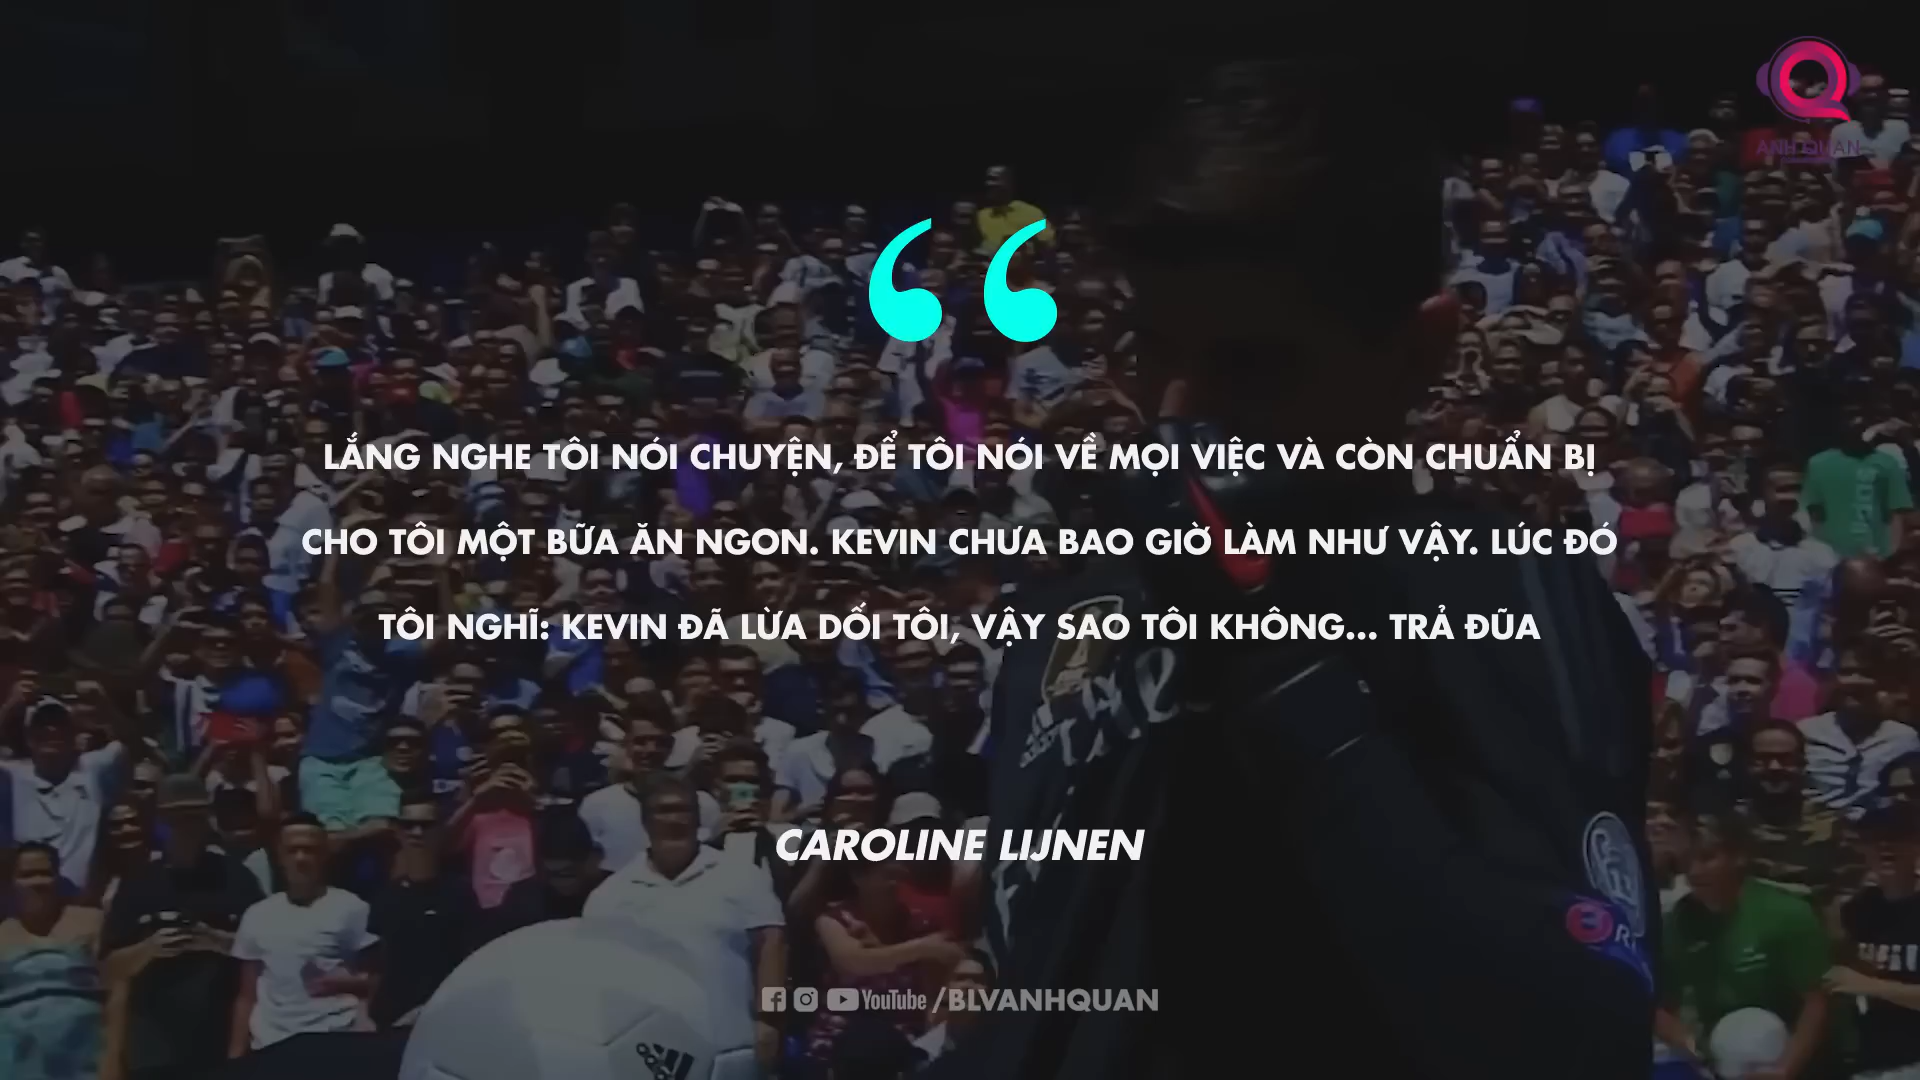 ANH QUAN
LẮNG NGHE TÔI NÓI CHUYỆN, ĐỂ TÔI NÓI VỀ MỌI VIỆC VÀ CÒN CHUẨN BỊ
CHO TÔI MỘT BỮA ĂN NGON. KEVIN CHƯA BAO GIỜ LÀM NHƯ VẬY. LÚC ĐÓ
TÔI NGHĨ: KEVIN ĐÃ LỪA DỐI TÔI, VẬY SAO TÔI KHÔNG... TRẢ ĐŨA
CAROLINE LIJNEN
YouTube /BLVANHQUAN